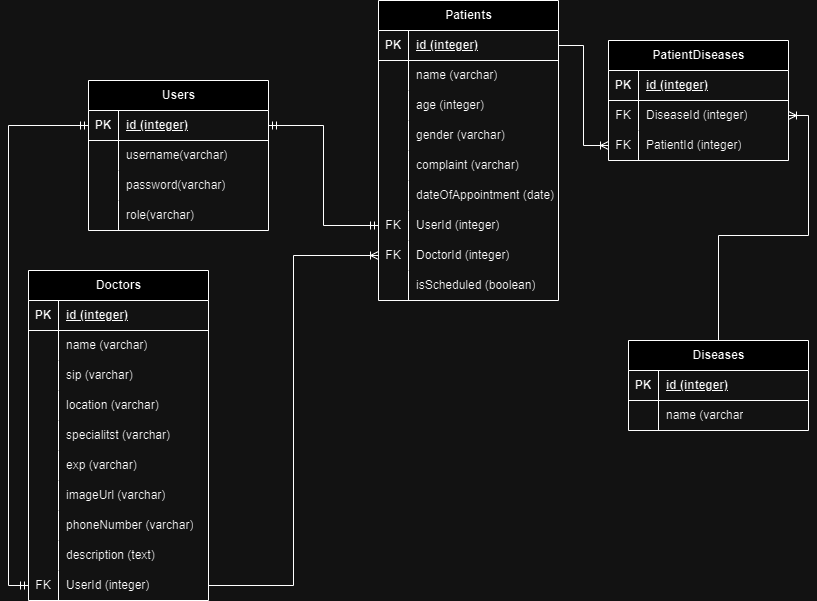 Patients
PK id (integer)
name (varchar)
age (integer)
gender (varchar)
complaint (varchar)
dateOfAppointment (date)
FK UserId (integer)
FK DoctorId (integer)
isScheduled (boolean)
PatientDiseases
PK id (integer)
FK DiseaseId (integer)
FK PatientId (integer)
Users
PK id (integer)
username(varchar)
password(varchar)
role(varchar)
Doctors
PK id (integer)
name (varchar)
sip (varchar)
location (varchar)
specialitst (varchar)
exp (varchar)
imageUrl (varchar)
phoneNumber (varchar)
description (text)
FK UserId (integer)
Diseases
PK id (integer)
name (varchar